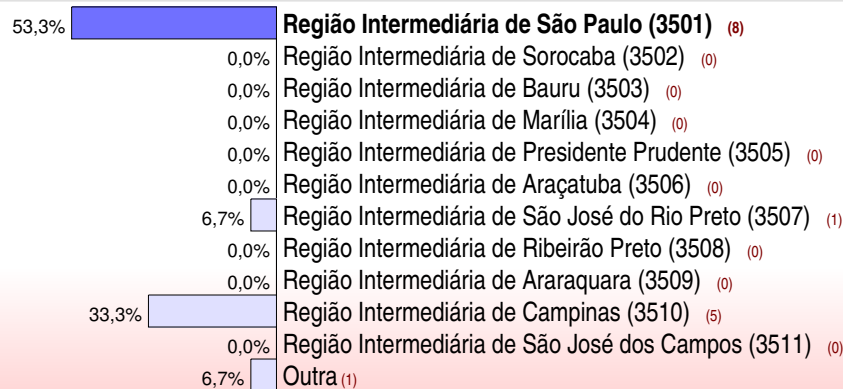 53,3% Região Intermediária de São Paulo (3501) (8)
0,0% Região Intermediária de Sorocaba (3502) (0)
0,0% Região Intermediária de Bauru (3503) (0)
0,0% Região Intermediária de Marília (3504) (0)
0,0% Região Intermediária de Presidente Prudente (3505) (0)
0,0% Região Intermediária de Araçatuba (3506) (0)
6,7% Região Intermediária de São José do Rio Preto (3507) (1)
0,0% Região Intermediária de Ribeirão Preto (3508) (0)
0,0% Região Intermediária de Araraquara (3509) (0)
33,3% Região Intermediária de Campinas (3510) (5)
0,0% Região Intermediária de São José dos Campos (3511) (0)
6,7% Outra (1)